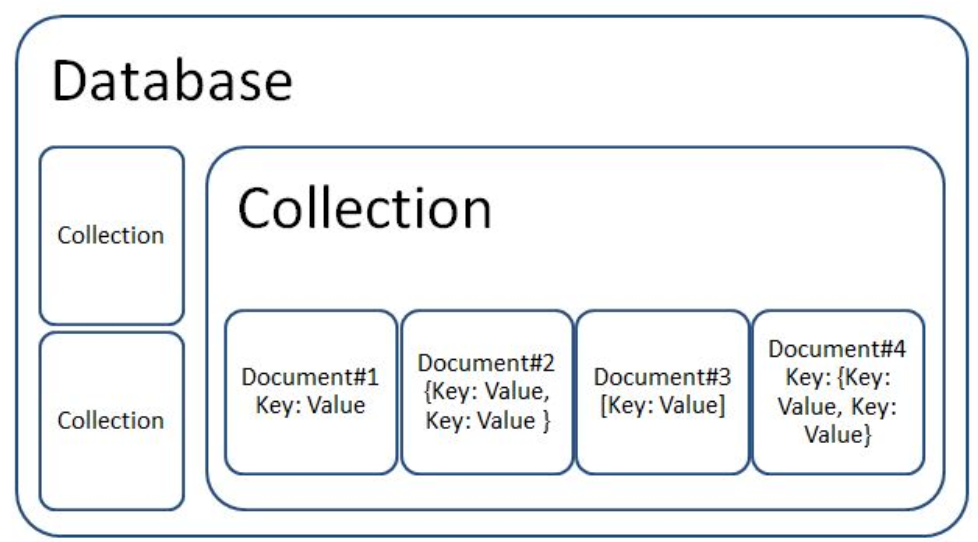 Database
Collection
Collection
Collection
Document#1
Key: Value
Document#2
{Key: Value,
Key: Value }
Document#3
[Key: Value]
Document#4
Key: {Key:
Value, Key:
Value}